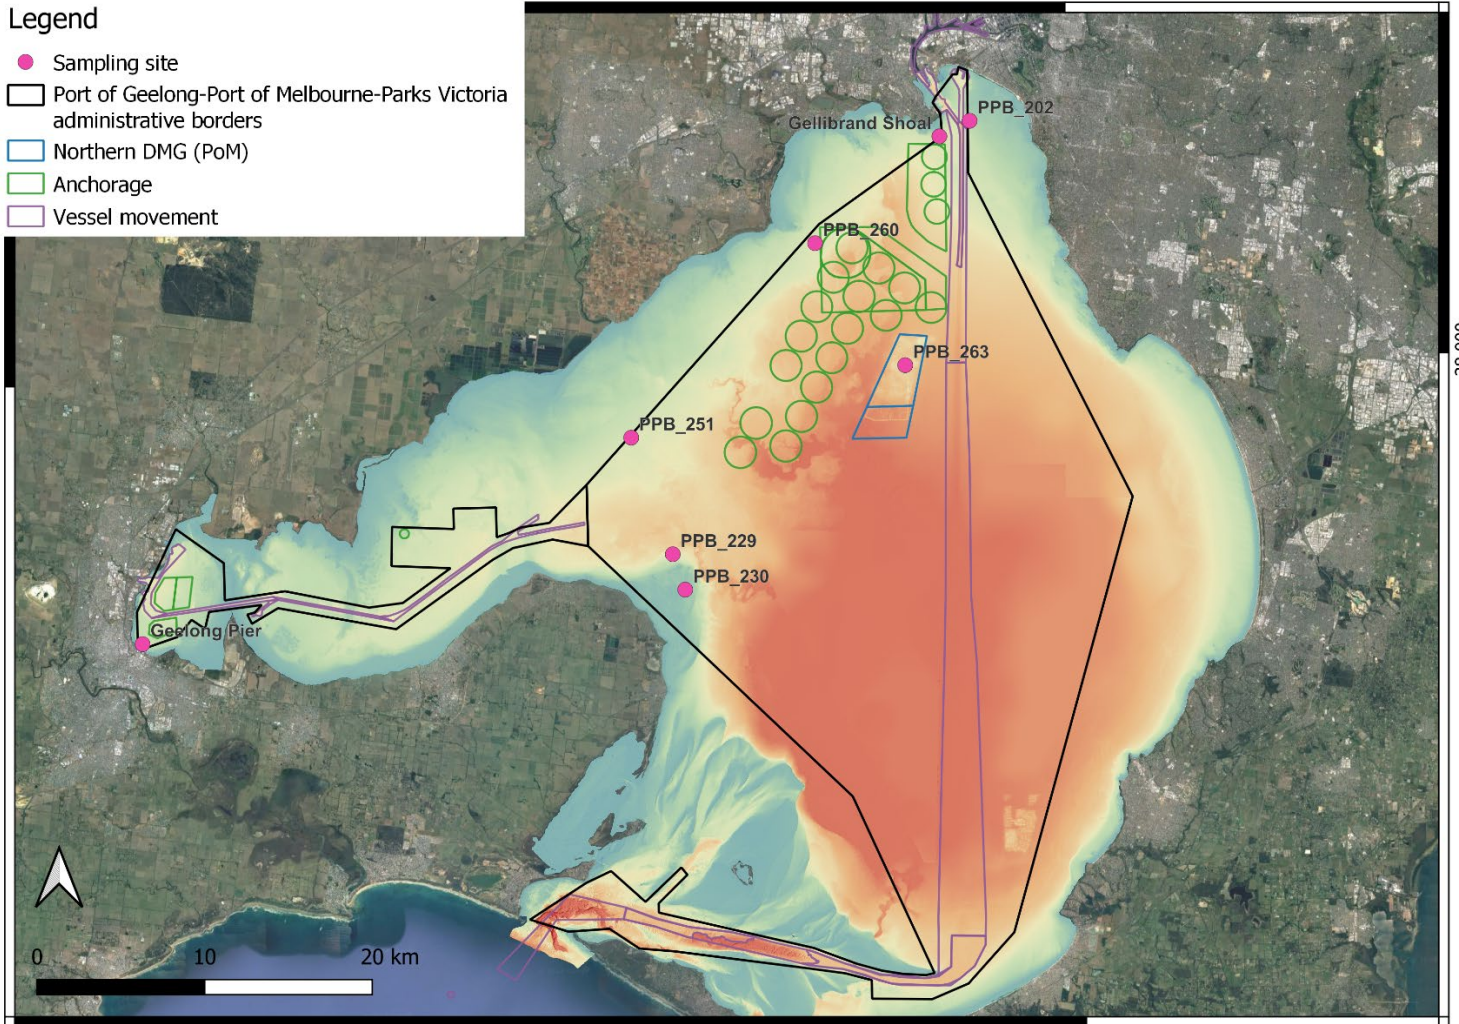 Legend
Sampling site
Port of Geelong-Port of Melbourne-Parks Victoria
administrative borders
Northern DMG (PoM)
Anchorage
Vessel movement
PPB_202
Gellibrand Shoal
PPB_260
PPB_263
PPB_251
PPB_229
PPB_230
Geelong Pier
0 10 20 km